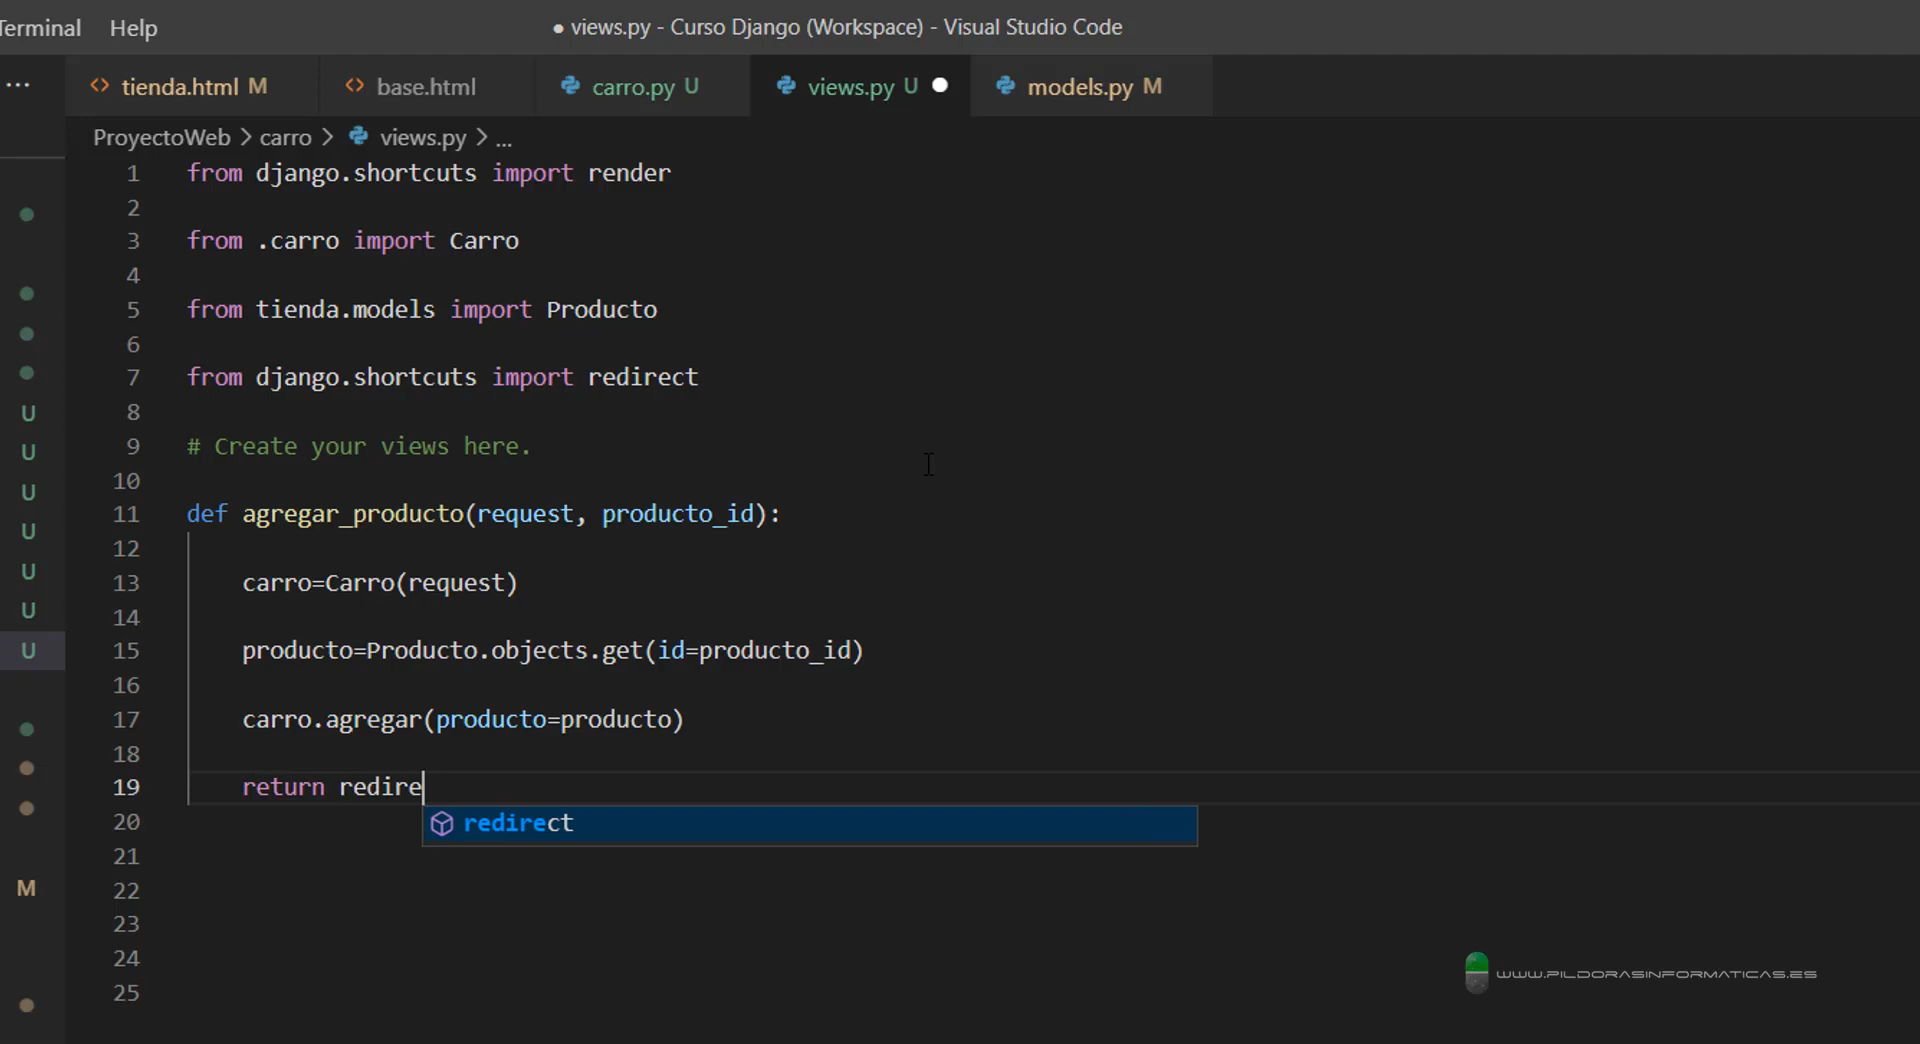 Terminal Help
● views.py - Curso Django (Workspace) - Visual Studio Code
... <> tienda.html M <> base.html carro.py U views.py U ● models.py M
ProyectoWeb > carro > views.py > ...
1 from django.shortcuts import render
2
3 from .carro import Carro
4
5 from tienda.models import Producto
6
7 from django.shortcuts import redirect
8
9 # Create your views here.
10
11 def agregar_producto(request, producto_id):
12
13 carro=Carro(request)
14
15 producto=Producto.objects.get(id=producto_id)
16
17 carro.agregar(producto=producto)
18
19 return redire
20 redirect
21
22
23
24
25
U
U
U
U
U
U
U
M
WWW.PILDORASINFORMATICAS.ES